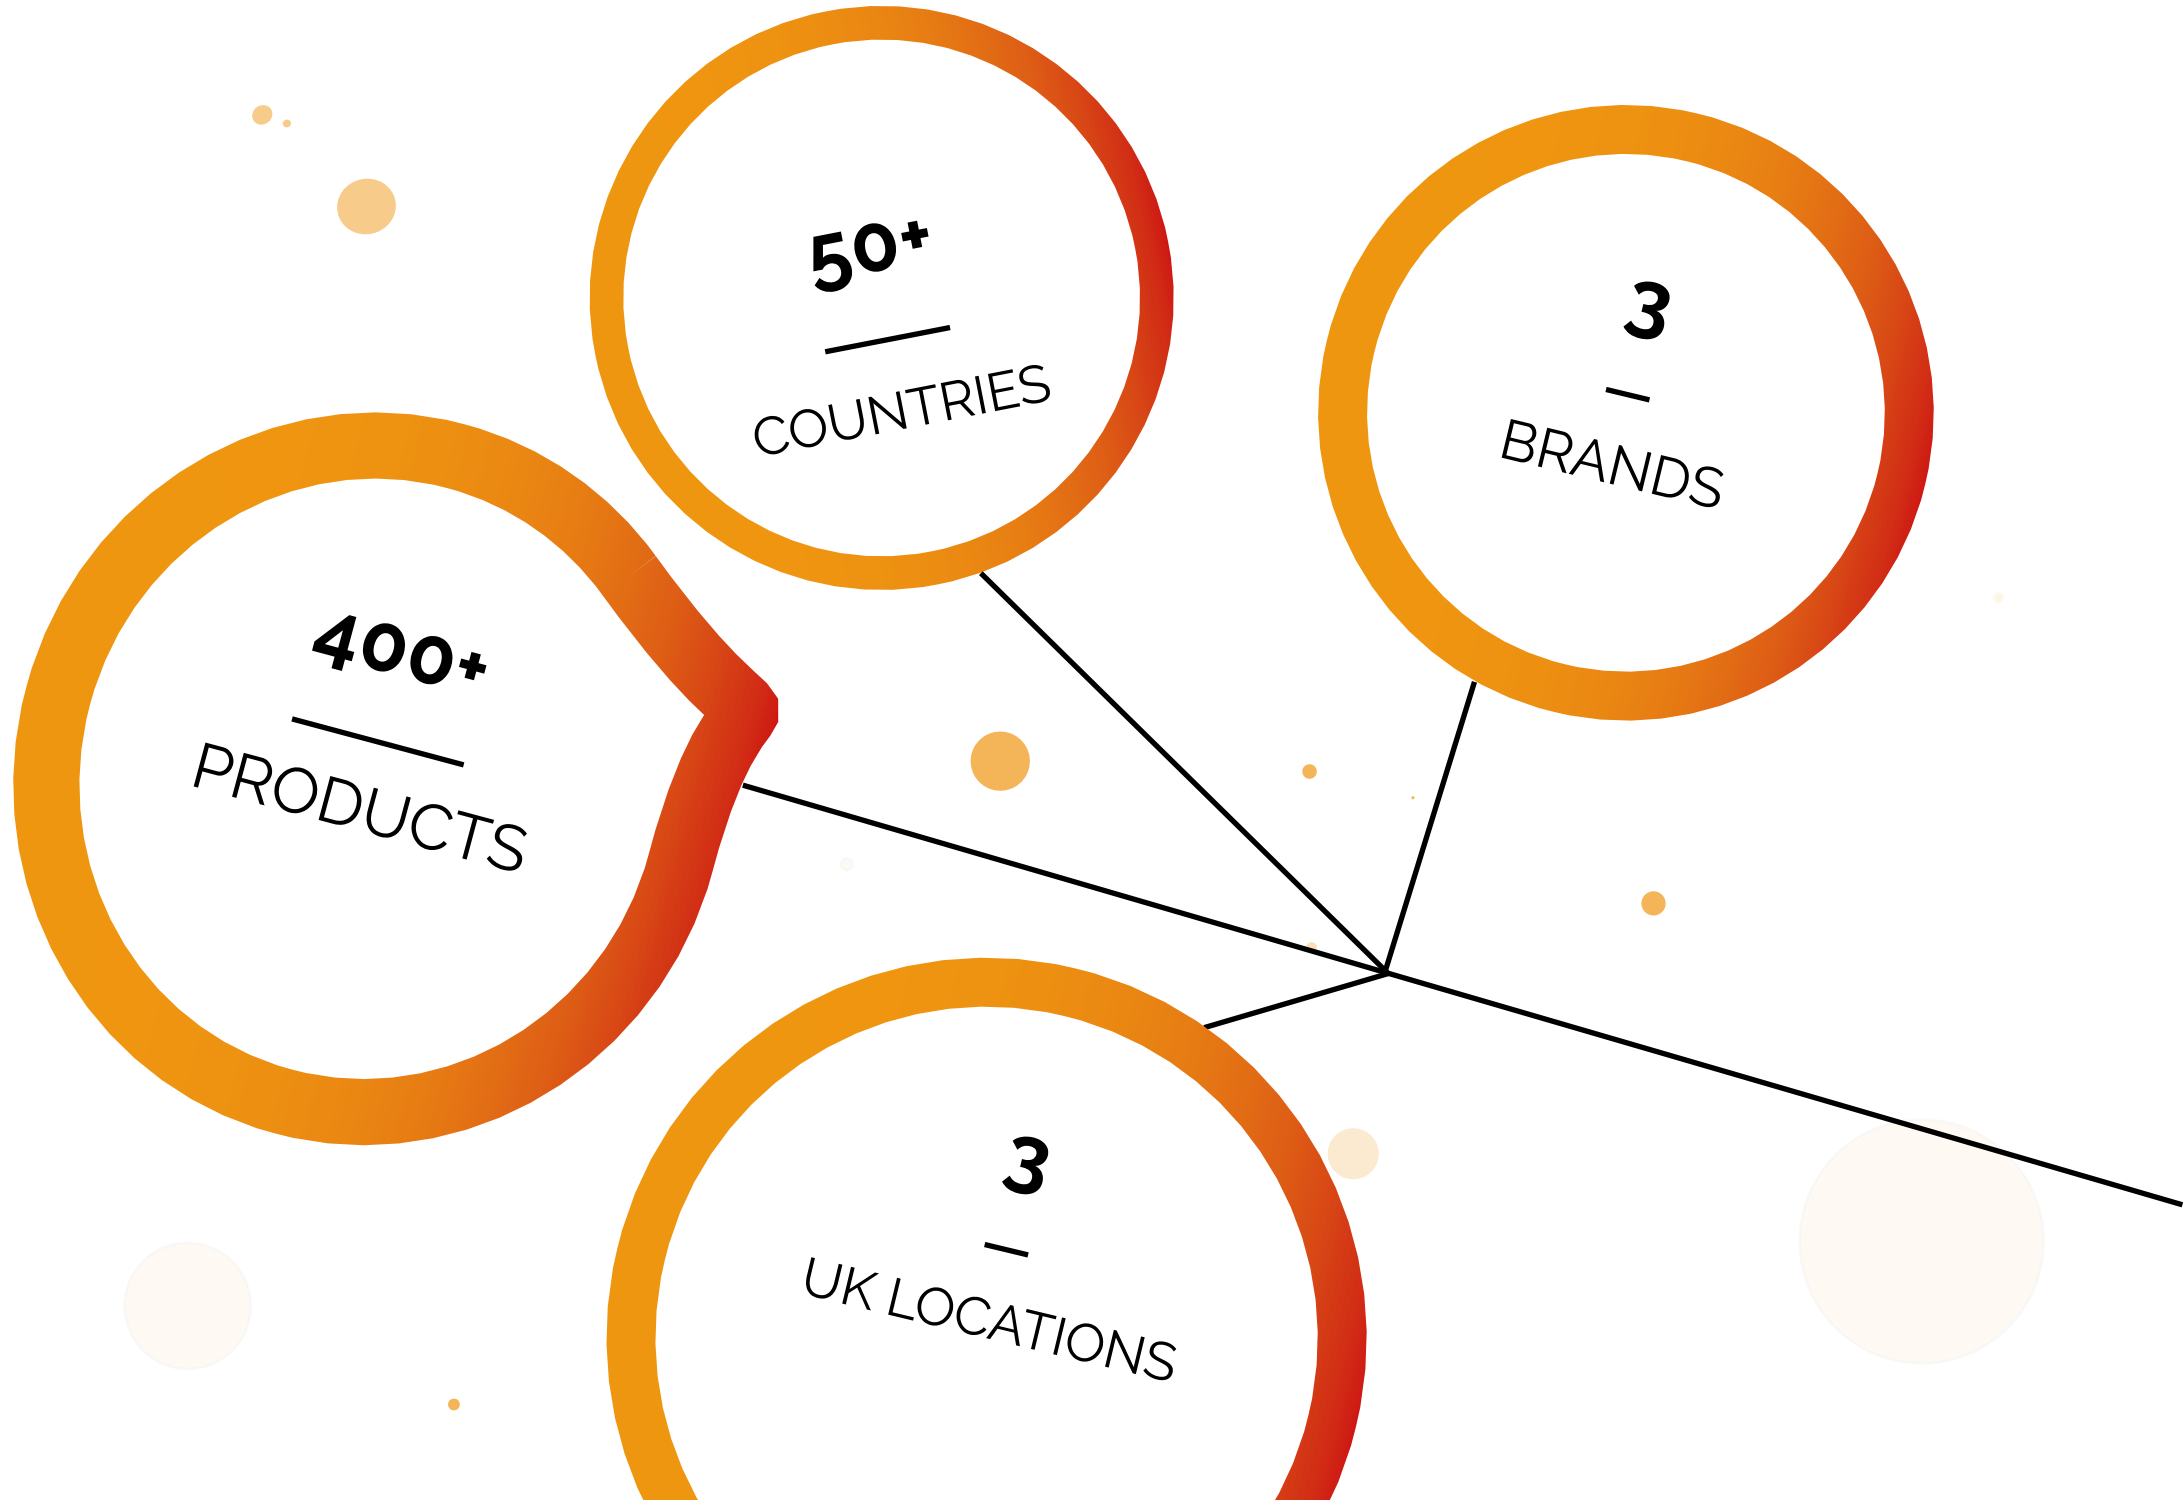 50+
COUNTRIES
3
BRANDS
400+
PRODUCTS
3
UK LOCATIONS